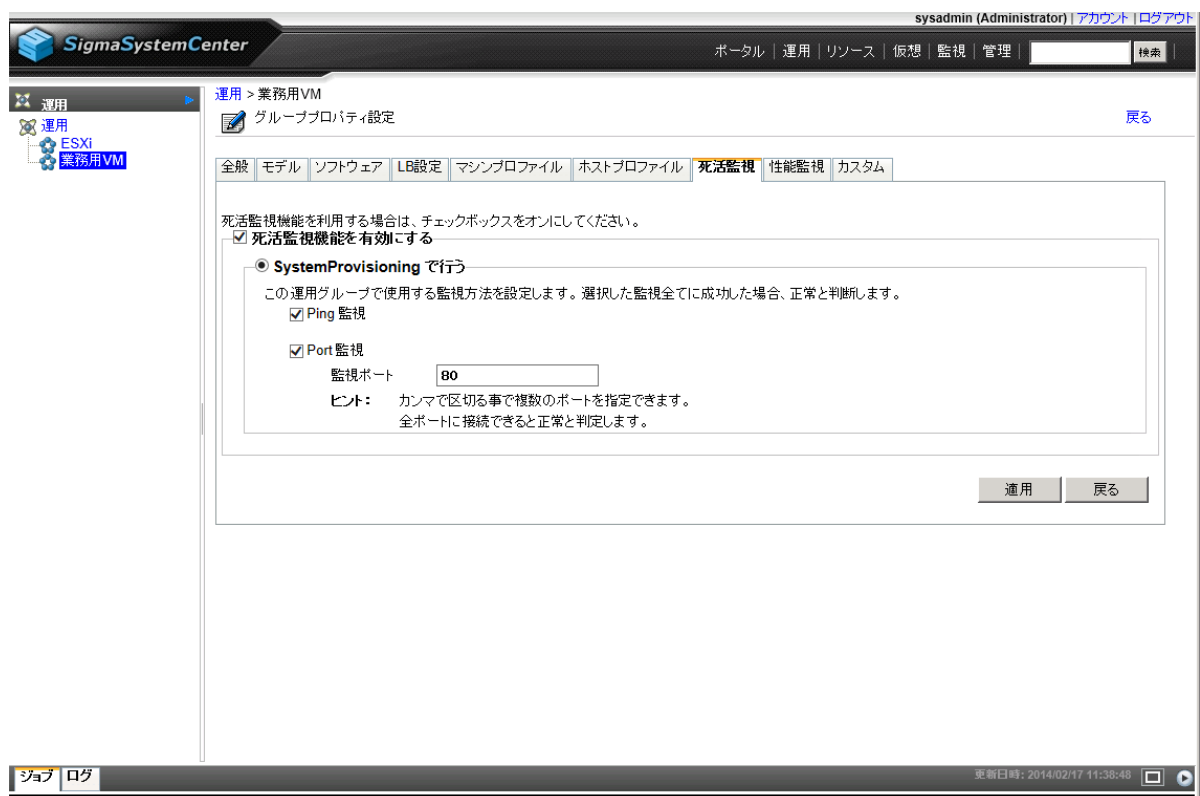 sysadmin (Administrator) | アカウント | ログアウト
SigmaSystemCenter
ポータル | 運用 | リソース | 仮想 | 監視 | 管理 | 検索
運用
運用
ESXi
業務用VM
運用 > 業務用VM
グループプロパティ設定
戻る
全般 モデル ソフトウェア LB設定 マシンプロファイル ホストプロファイル 死活監視 性能監視 カスタム
死活監視機能を利用する場合は、チェックボックスをオンにしてください。
死活監視機能を有効にする
SystemProvisioning で行う
この運用グループで使用する監視方法を設定します。選択した監視全てに成功した場合、正常と判断します。
Ping 監視
Port 監視
監視ポート 80
ヒント: カンマで区切る事で複数のポートを指定できます。
全ポートに接続できると正常と判定します。
適用 戻る
ジョブ ログ
更新日時: 2014/02/17 11:38:48